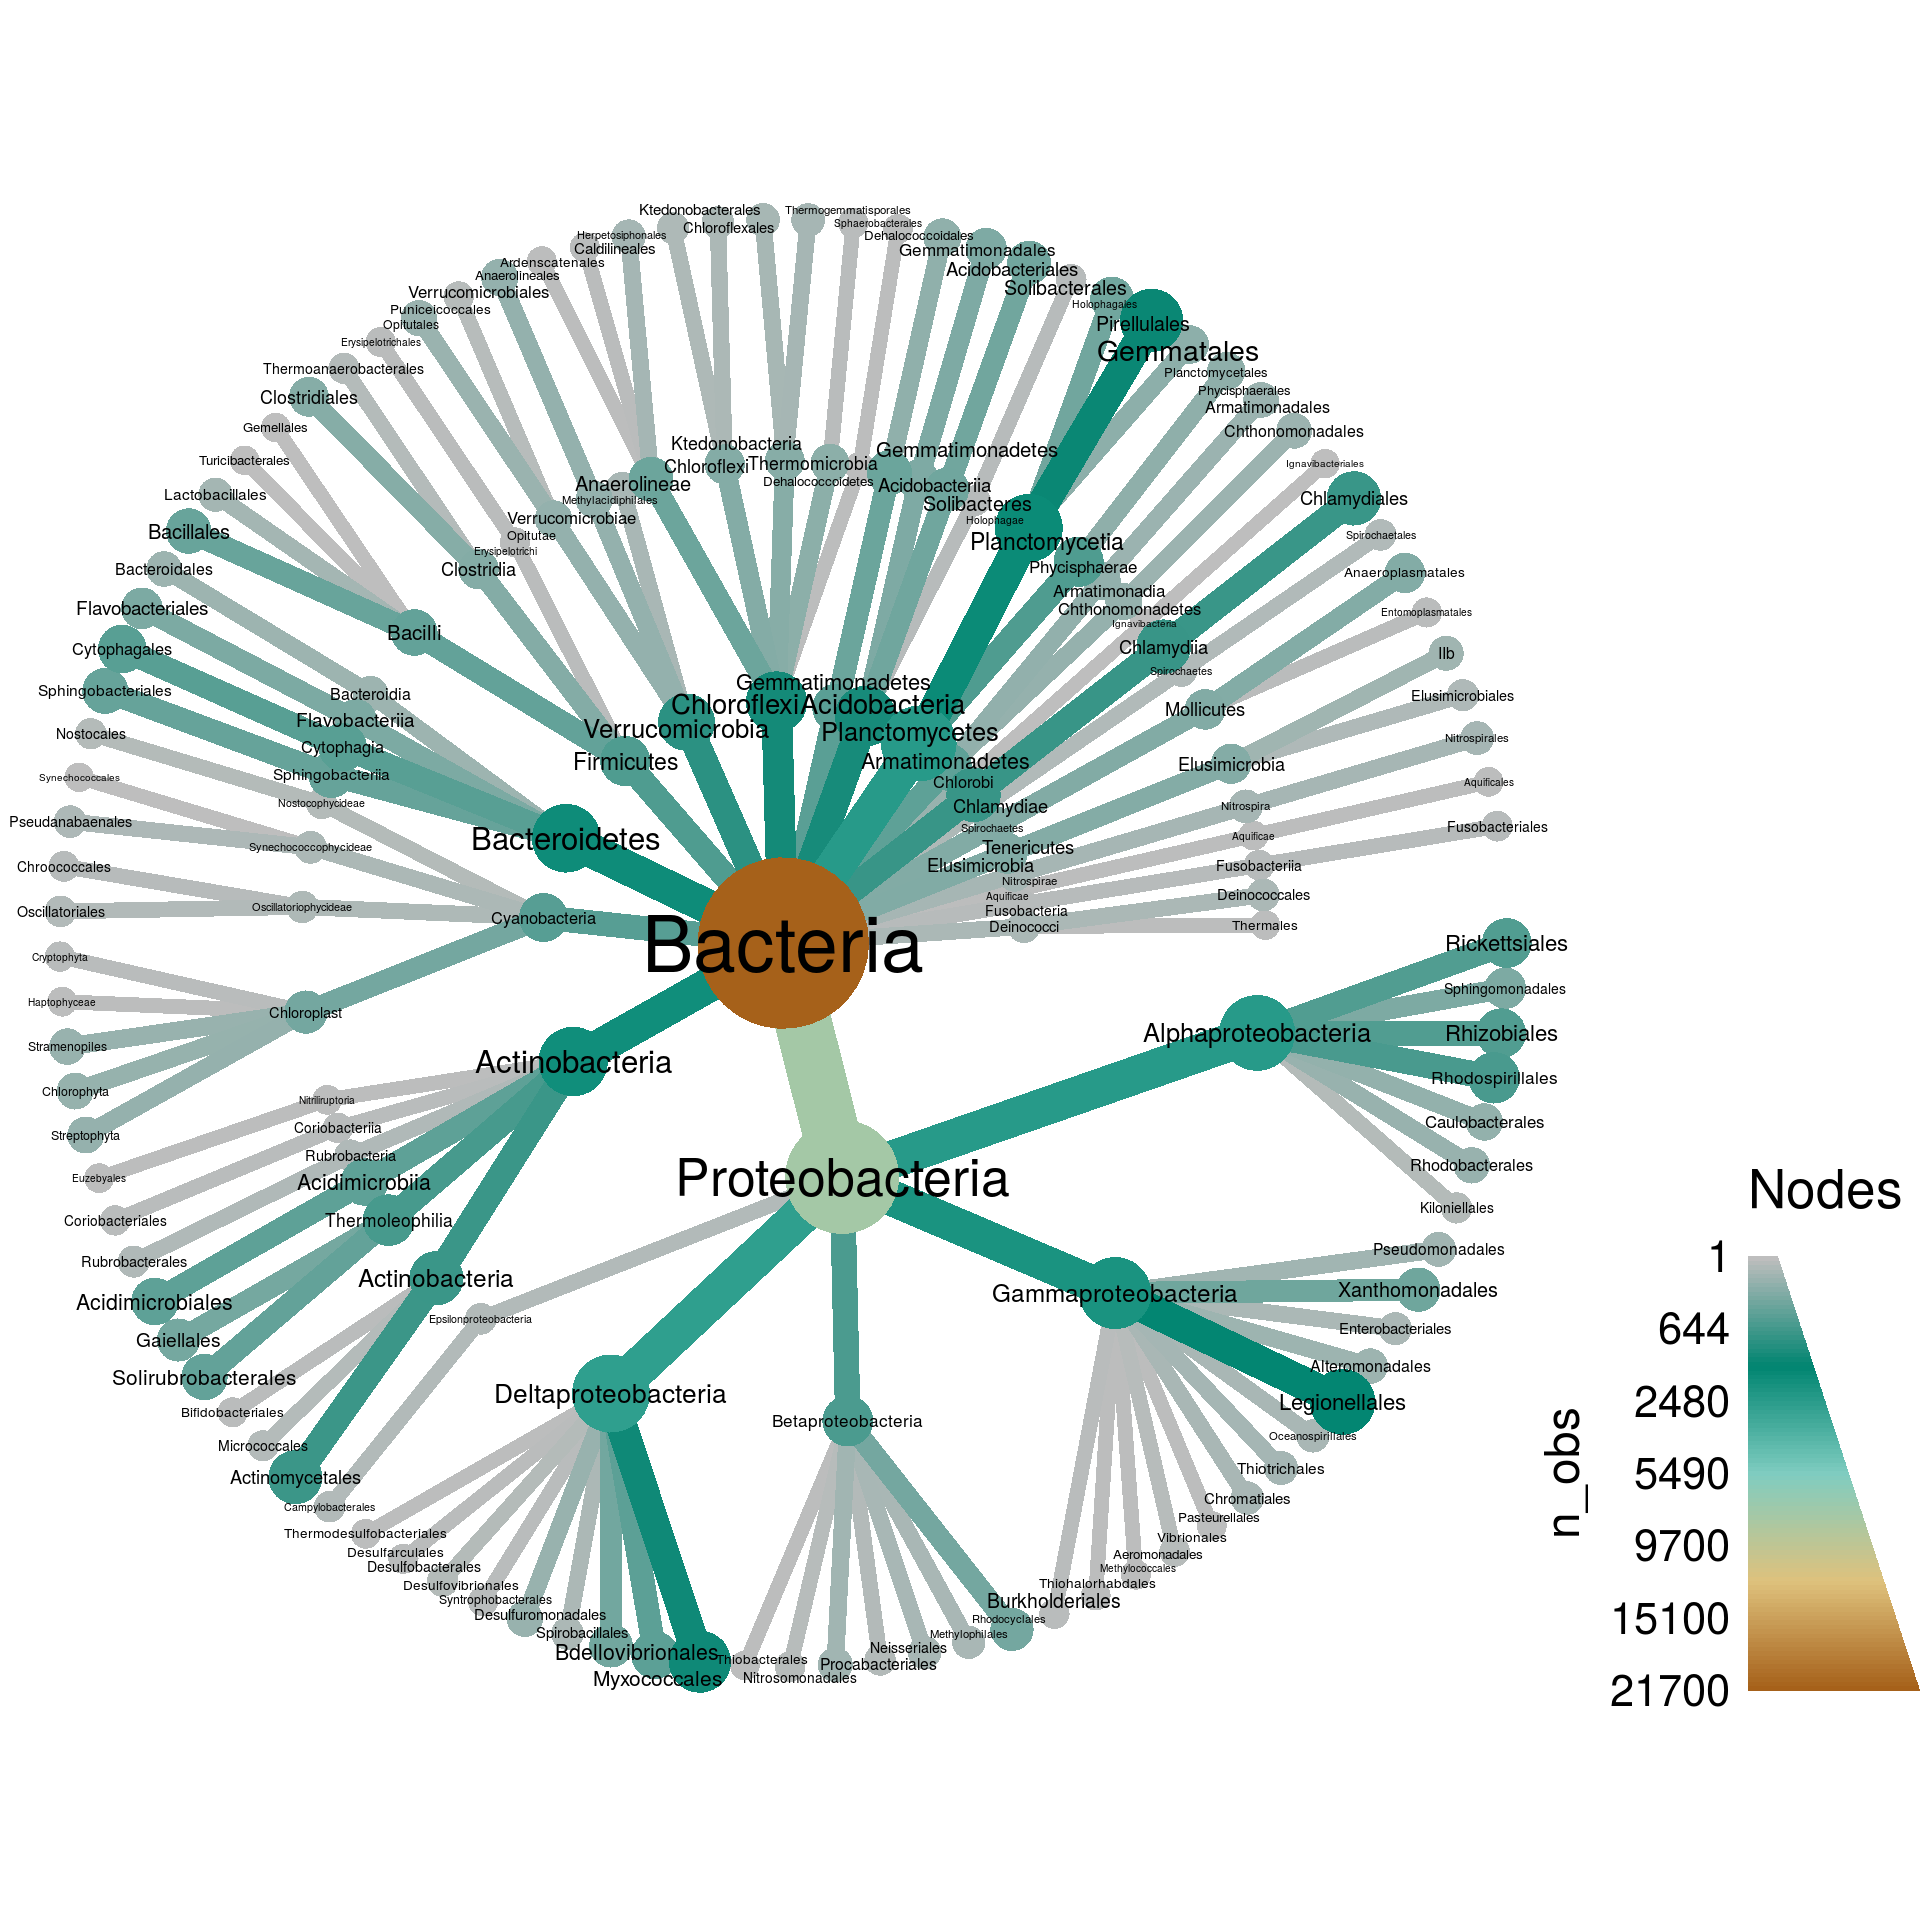 Ktedonobacterales
Thermogemmatisporales
Sphaerobacterales
Chloroflexales
Herpetosiphonales
Dehalococcoidales
Caldilineales
Gemmatimonadales
Ardenscatenales
Acidobacteriales
Anaerolineales
Solibacterales
Verrucomicrobiales
Holophagales
Puniceicoccales
Pirellulales
Opitutales
Gemmatales
Erysipelotrichales
Planctomycetales
Thermoanaerobacterales
Phycisphaerales
Clostridiales
Armatimonadales
Gemellales
Chthonomonadales
Ktedonobacteria
Gemmatimonadetes
Turicibacterales
Chloroflexi
Thermomicrobia
Ignavibacteriales
Anaerolineae
Dehalococcoidetes
Acidobacteriia
Lactobacillales
Methylacidiphilales
Solibacteres
Chlamydiales
Verrucomicrobiae
Holophagae
Bacillales
Opitutae
Planctomycetia
Spirochaetales
Erysipelotrichi
Bacteroidales
Clostridia
Phycisphaerae
Anaeroplasmatales
Armatimonadia
Flavobacteriales
Chthonomonadetes
Entomoplasmatales
Bacilli
Ignavibacteria
Cytophagales
Chlamydiia
IIb
Spirochaetes
Sphingobacteriales
Bacteroidia
Gemmatimonadetes
Elusimicrobiales
Flavobacteriia
Chloroflexi
Acidobacteria
Mollicutes
Nostocales
Verrucomicrobia
Planctomycetes
Nitrospirales
Cytophagia
Firmicutes
Armatimonadetes
Elusimicrobia
Synechococcales
Sphingobacteriia
Chlorobi
Aquificales
Nostocophycideae
Chlamydiae
Nitrospira
Pseudanabaenales
Bacteroidetes
Spirochaetes
Aquificae
Fusobacteriales
Synechococcophycideae
Tenericutes
Chroococcales
Elusimicrobia
Fusobacteriia
Nitrospirae
Oscillatoriales
Oscillatoriophycideae
Aquificae
Deinococcales
Cyanobacteria
Fusobacteria
Deinococci
Thermales
Bacteria
Rickettsiales
Cryptophyta
Sphingomonadales
Haptophyceae
Chloroplast
Alphaproteobacteria
Rhizobiales
Stramenopiles
Actinobacteria
Rhodospirillales
Chlorophyta
Nitriliruptoria
Caulobacterales
Streptophyta
Coriobacteriia
Rubrobacteria
Rhodobacterales
Euzebyales
Acidimicrobiia
Proteobacteria
Nodes
Kiloniellales
Coriobacteriales
Thermoleophilia
Pseudomonadales
1
Rubrobacterales
Actinobacteria
Gammaproteobacteria
Xanthomonadales
Acidimicrobiales
Epsilonproteobacteria
Enterobacteriales
644
Gaiellales
Alteromonadales
Solirubrobacterales
Deltaproteobacteria
Legionellales
2480
Bifidobacteriales
Betaproteobacteria
Oceanospirillales
Micrococcales
Thiotrichales
n_obs
5490
Actinomycetales
Chromatiales
Campylobacterales
Pasteurellales
Thermodesulfobacteriales
Vibrionales
9700
Desulfarculales
Aeromonadales
Desulfobacterales
Methylococcales
Desulfovibrionales
Thiohalorhabdales
Syntrophobacterales
Burkholderiales
Desulfuromonadales
Rhodocyclales
15100
Spirobacillales
Methylophilales
Bdellovibrionales
Neisseriales
Thiobacterales
Procabacteriales
Myxococcales
Nitrosomonadales
21700